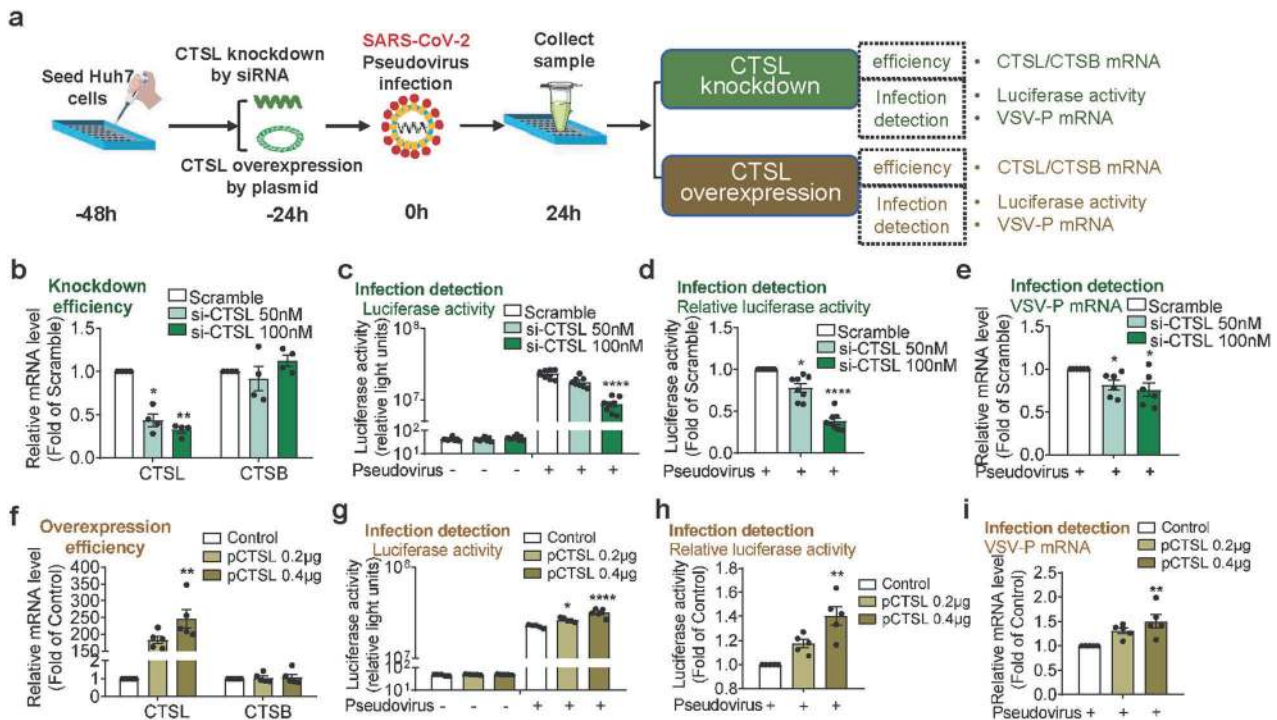 a
Seed Huh7
cells
CTSL knockdown
by siRNA
CTSL overexpression
by plasmid
SARS-CoV-2
Pseudovirus
infection
Collect
sample
-48h
-24h
0h
24h
CTSL
knockdown
efficiency
• CTSL/CTSB mRNA
Infection
detection
• Luciferase activity
• VSV-P mRNA
CTSL
overexpression
efficiency
• CTSL/CTSB mRNA
Infection
detection
• Luciferase activity
• VSV-P mRNA
b
Knockdown
efficiency
Scramble
si-CTSL 50nM
si-CTSL 100nM
Relative mRNA level
(Fold of Scramble)
1.5
1.0
0.5
0.0
*
**
CTSL
CTSB
c
Infection detection
Luciferase activity
Scramble
si-CTSL 50nM
si-CTSL 100nM
Luciferase activity
(relative light units)
10⁸
10⁷
10²
10¹
****
Pseudovirus - - - + + +
d
Infection detection
Relative luciferase activity
Scramble
si-CTSL 50nM
si-CTSL 100nM
Luciferase activity
(Fold of Scramble)
1.5
1.0
0.5
0.0
*
****
Pseudovirus + + +
e
Infection detection
VSV-P mRNA
Scramble
si-CTSL 50nM
si-CTSL 100nM
Relative mRNA level
(Fold of Scramble)
1.5
1.0
0.5
0.0
*
*
Pseudovirus + + +
f
Overexpression
efficiency
Control
pCTSL 0.2μg
pCTSL 0.4μg
Relative mRNA level
(Fold of Control)
400
350
300
250
200
150
2
1
0
**
CTSL
CTSB
g
Infection detection
Luciferase activity
Control
pCTSL 0.2μg
pCTSL 0.4μg
Luciferase activity
(relative light units)
10⁸
10⁷
10²
10¹
*
****
Pseudovirus - - - + + +
h
Infection detection
Relative luciferase activity
Control
pCTSL 0.2μg
pCTSL 0.4μg
Luciferase activity
(Fold of Control)
1.8
1.6
1.4
1.2
1.0
0.8
**
Pseudovirus + + +
i
Infection detection
VSV-P mRNA
Control
pCTSL 0.2μg
pCTSL 0.4μg
Relative mRNA level
(Fold of Control)
2.5
2.0
1.5
1.0
0.5
0.0
**
Pseudovirus + + +